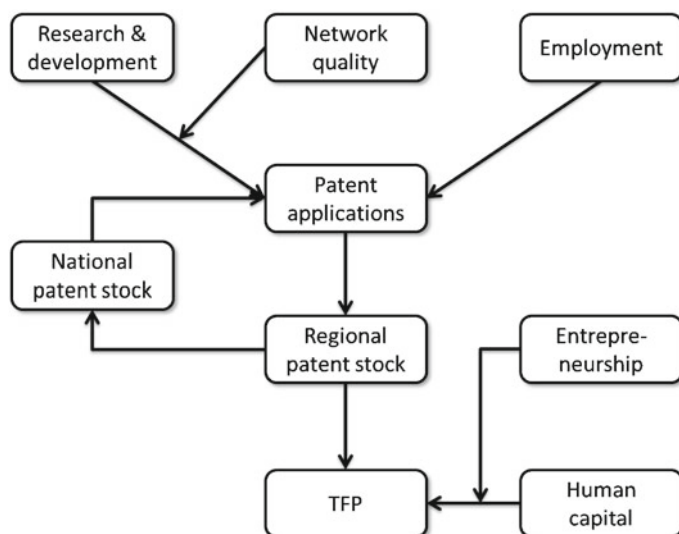 Research &
development
Network
quality
Employment
Patent
applications
National
patent stock
Regional
patent stock
Entrepre-
neurship
TFP
Human
capital